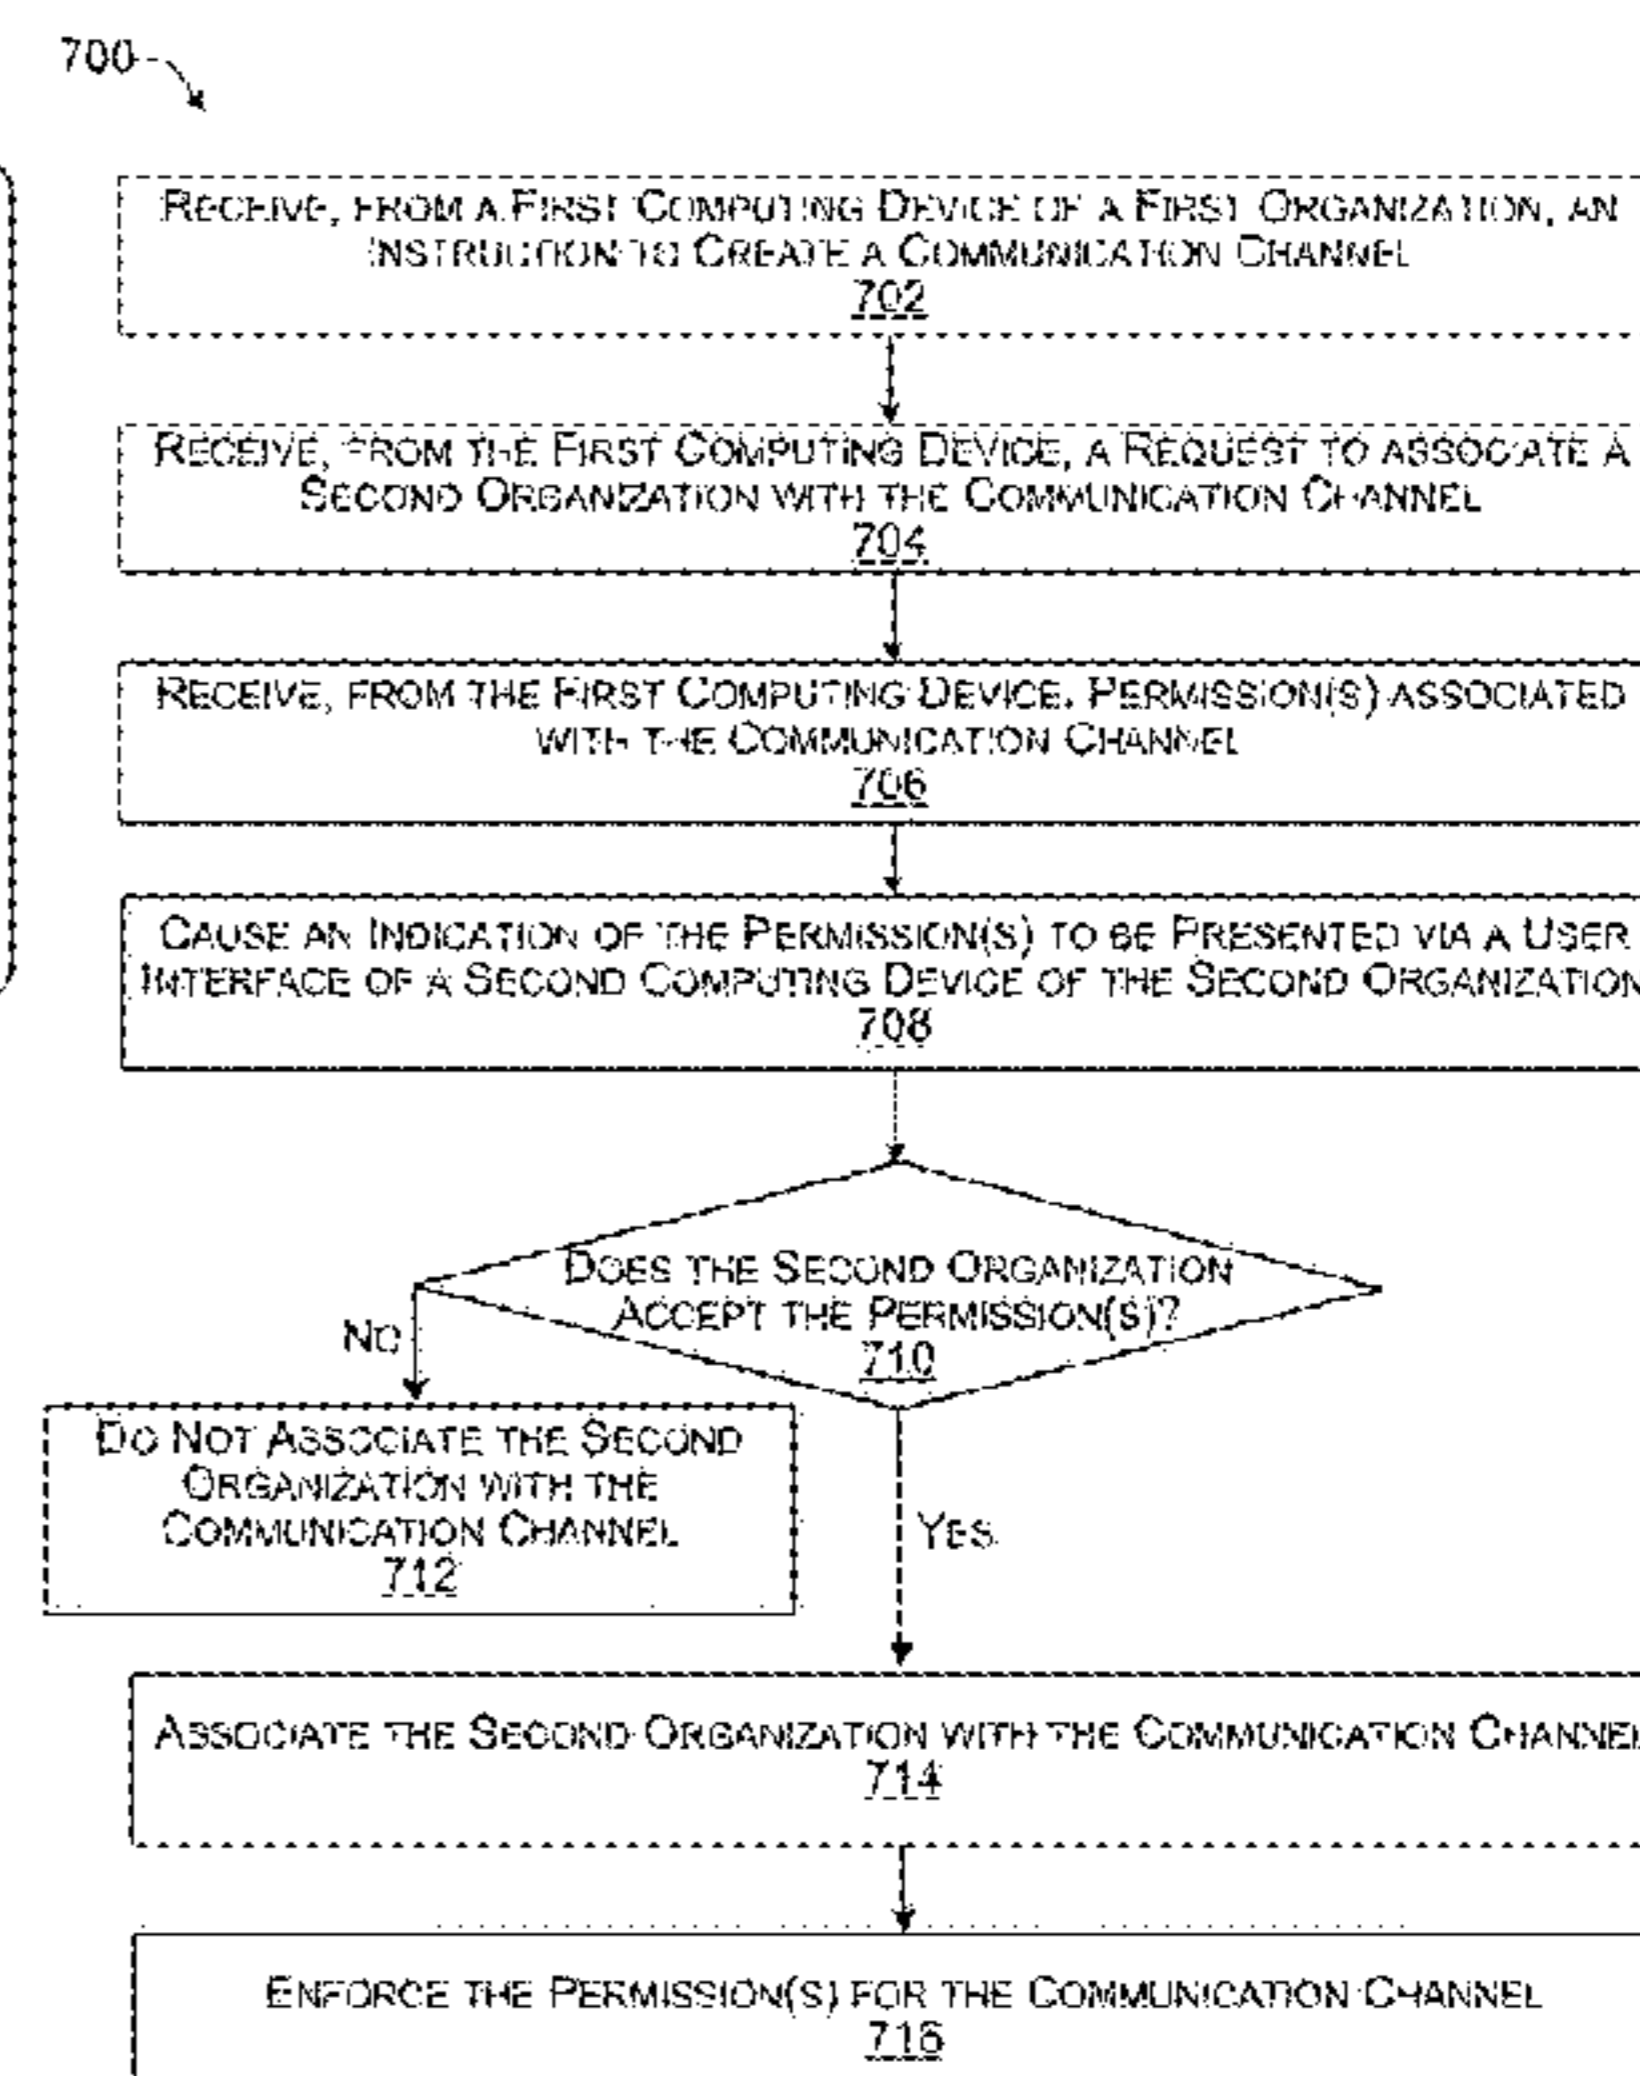 700
RECEIVE, FROM A FIRST COMPUTING DEVICE OF A FIRST ORGANIZATION, AN
INSTRUCTION TO CREATE A COMMUNICATION CHANNEL
702
RECEIVE, FROM THE FIRST COMPUTING DEVICE, A REQUEST TO ASSOCIATE A
SECOND ORGANIZATION WITH THE COMMUNICATION CHANNEL
704
RECEIVE, FROM THE FIRST COMPUTING DEVICE, PERMISSION(S) ASSOCIATED
WITH THE COMMUNICATION CHANNEL
706
CAUSE AN INDICATION OF THE PERMISSION(S) TO BE PRESENTED VIA A USER
INTERFACE OF A SECOND COMPUTING DEVICE OF THE SECOND ORGANIZATION
708
DOES THE SECOND ORGANIZATION
ACCEPT THE PERMISSION(S)?
710
NO
DO NOT ASSOCIATE THE SECOND
ORGANIZATION WITH THE
COMMUNICATION CHANNEL
712
YES
ASSOCIATE THE SECOND ORGANIZATION WITH THE COMMUNICATION CHANNEL
714
ENFORCE THE PERMISSION(S) FOR THE COMMUNICATION CHANNEL
716